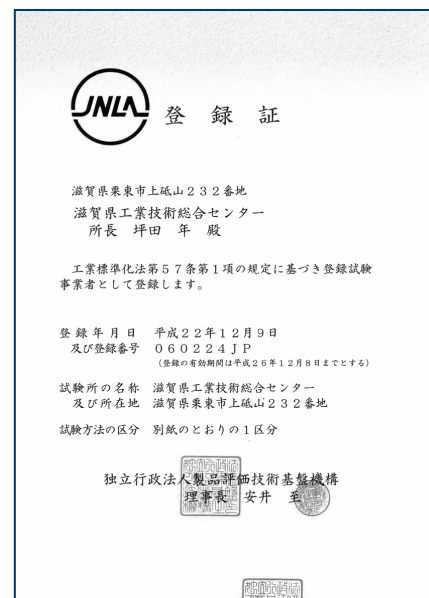 JNLA 登録証
滋賀県栗東市上砥山232番地
滋賀県工業技術総合センター
所長 坪田 年 殿
工業標準化法第57条第1項の規定に基づき登録試験
事業者として登録します。
登録年月日 平成22年12月9日
及び登録番号 060224JP
(登録の有効期間は平成26年12月8日までとする)
試験所の名称 滋賀県工業技術総合センター
及び所在地 滋賀県栗東市上砥山232番地
試験方法の区分 別紙のとおりの1区分
独立行政法人製品評価技術基盤機構
理事長 安井 至